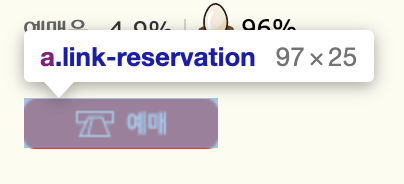 예매율 4.9% | 96%
a.link-reservation 97 × 25
예매